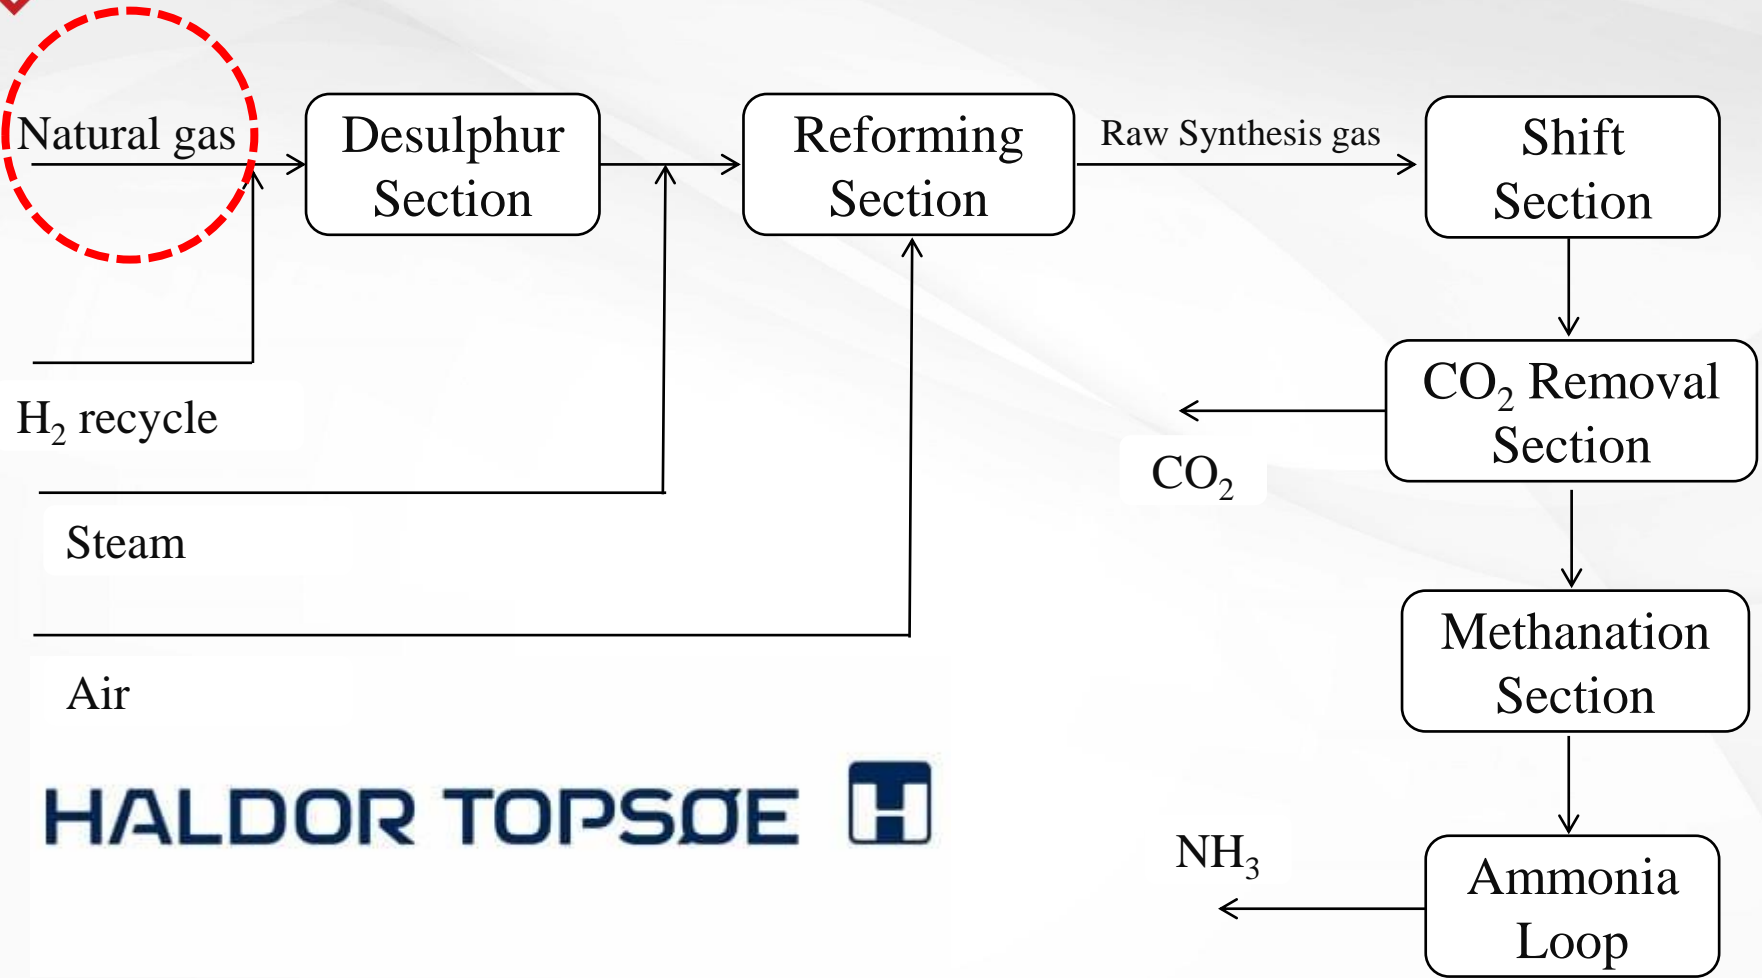 Natural gas
Desulphur
Section
Reforming
Section
Raw Synthesis gas
Shift
Section
H₂ recycle
CO₂ Removal
Section
CO₂
Steam
Methanation
Section
Air
HALDOR TOPSØE H
NH₃
Ammonia
Loop